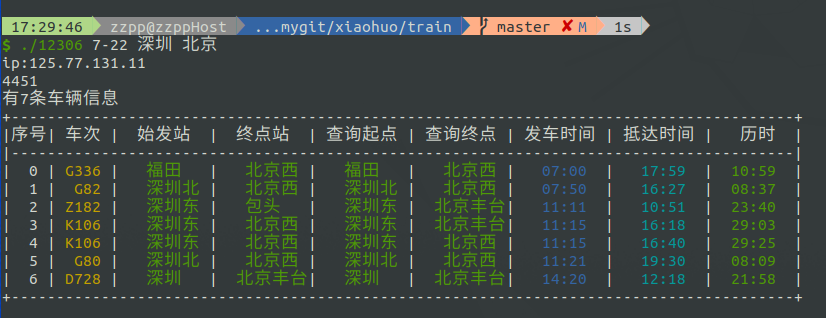 17:29:46 zzpp@zzppHost ...mygit/xiaohuo/train master ✘ M 1s
$ ./12306 7-22 深圳 北京
ip:125.77.131.11
4451
有7条车辆信息
+----------------------------------------------------------------------------------------+
|序号| 车次 | 始发站 | 终点站 | 查询起点 | 查询终点 | 发车时间 | 抵达时间 | 历时 |
|----------------------------------------------------------------------------------------|
| 0 | G336 | 福田 | 北京西 | 福田 | 北京西 | 07:00 | 17:59 | 10:59 |
| 1 | G82 | 深圳北 | 北京西 | 深圳北 | 北京西 | 07:50 | 16:27 | 08:37 |
| 2 | Z182 | 深圳东 | 包头 | 深圳东 | 北京丰台| 11:11 | 10:51 | 23:40 |
| 3 | K106 | 深圳东 | 北京西 | 深圳东 | 北京丰台| 11:15 | 16:18 | 29:03 |
| 4 | K106 | 深圳东 | 北京西 | 深圳东 | 北京西 | 11:15 | 16:40 | 29:25 |
| 5 | G80 | 深圳北 | 北京西 | 深圳北 | 北京西 | 11:21 | 19:30 | 08:09 |
| 6 | D728 | 深圳 | 北京丰台| 深圳 | 北京丰台| 14:20 | 12:18 | 21:58 |
+----------------------------------------------------------------------------------------+